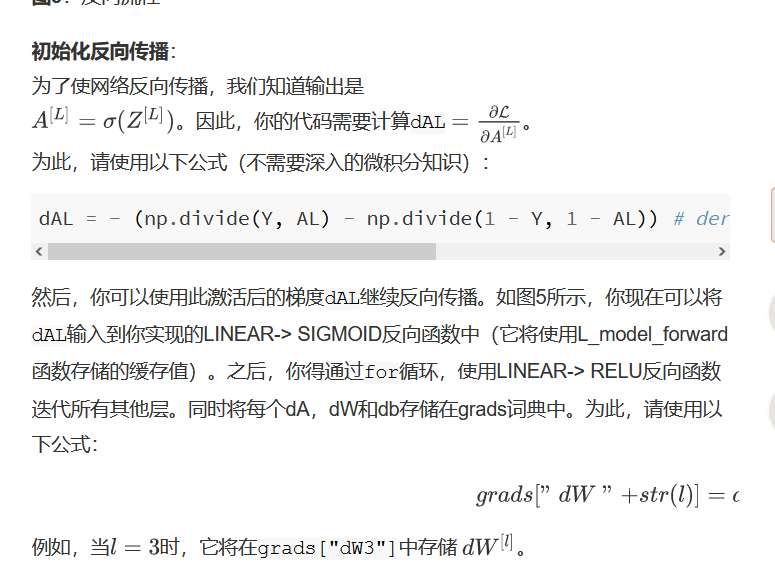 初始化反向传播:
为了使网络反向传播，我们知道输出是
A^{[L]} = σ(Z^{[L]})。因此，你的代码需要计算dAL = ∂ℒ/∂A^{[L]}。
为此，请使用以下公式（不需要深入的微积分知识）：
dAL = - (np.divide(Y, AL) - np.divide(1 - Y, 1 - AL)) # der
然后，你可以使用此激活后的梯度dAL继续反向传播。如图5所示，你现在可以将
dAL输入到你实现的LINEAR-> SIGMOID反向函数中（它将使用L_model_forward
函数存储的缓存值）。之后，你得通过for循环，使用LINEAR-> RELU反向函数
迭代所有其他层。同时将每个dA，dW和db存储在grads词典中。为此，请使用以
下公式：
grads[” dW ” +str(l)] =
例如，当l = 3时，它将在grads["dW3"]中存储 dW^{[l]}。